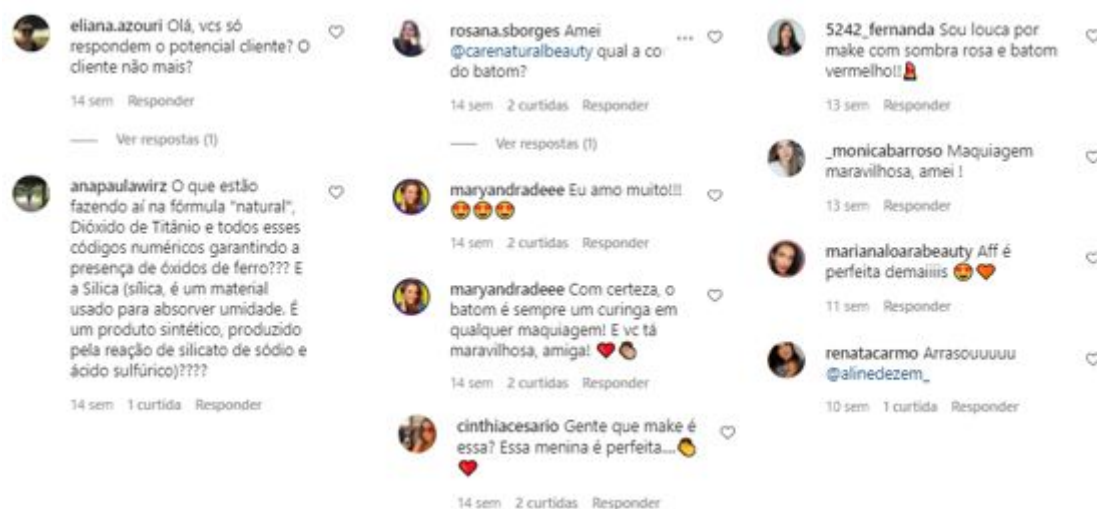 eliana.azouri Olá, vcs só
respondem o potencial cliente? O
cliente não mais?
14 sem Responder
Ver respostas (1)
anapaulawirz O que estão
fazendo aí na fórmula "natural",
Dióxido de Titânio e todos esses
códigos numéricos garantindo a
presença de óxidos de ferro??? E
a Silica (sílica, é um material
usado para absorver umidade. É
um produto sintético, produzido
pela reação de silicato de sódio e
ácido sulfúrico)????
14 sem 1 curtida Responder
rosana.sborges Amei
@carenaturalbeauty qual a co
do batom?
14 sem 2 curtidas Responder
Ver respostas (1)
maryandradeee Eu amo muito!!!
😍😍😍
14 sem 2 curtidas Responder
maryandradeee Com certeza, o
batom é sempre um curinga em
qualquer maquiagem! E vc tá
maravilhosa, amiga! ❤️👏
14 sem 2 curtidas Responder
cinthiacesario Gente que make é
essa? Essa menina é perfeita....👏
❤️
14 sem 2 curtidas Responder
5242_fernanda Sou louca por
make com sombra rosa e batom
vermelho!!💄
13 sem Responder
_monicabarroso Maquiagem
maravilhosa, amei !
13 sem Responder
marianaloarabeauty Aff é
perfeita demaiiiis 😍🧡
11 sem Responder
renatacarmo Arrasouuuuu
@alinedezem_
10 sem 1 curtida Responder